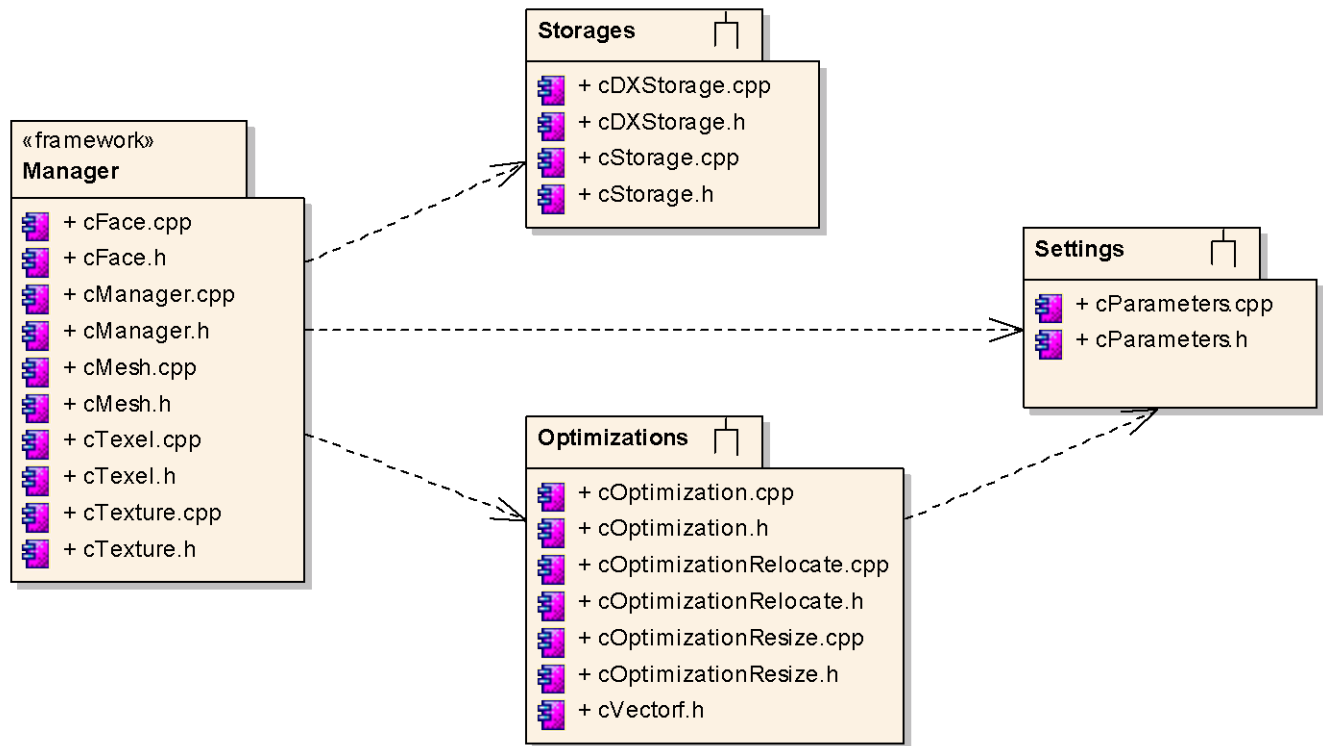 Storages
+ cDXStorage.cpp
+ cDXStorage.h
+ cStorage.cpp
+ cStorage.h
«framework»
Manager
+ cFace.cpp
+ cFace.h
+ cManager.cpp
+ cManager.h
+ cMesh.cpp
+ cMesh.h
+ cTexel.cpp
+ cTexel.h
+ cTexture.cpp
+ cTexture.h
Settings
+ cParameters.cpp
+ cParameters.h
Optimizations
+ cOptimization.cpp
+ cOptimization.h
+ cOptimizationRelocate.cpp
+ cOptimizationRelocate.h
+ cOptimizationResize.cpp
+ cOptimizationResize.h
+ cVectorf.h